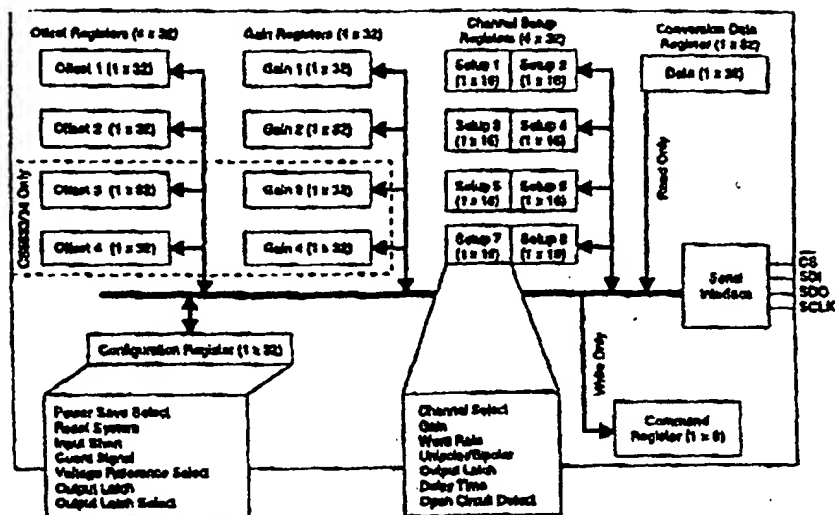 Offset Registers (4 x 32)
Gain Registers (4 x 32)
Channel Setup
Registers (4 x 32)
Conversion Data
Register (1 x 32)
Offset 1 (1 x 32)
Gain 1 (1 x 32)
Setup 1
(1 x 16)
Setup 2
(1 x 16)
Data (1 x 32)
Offset 2 (1 x 32)
Gain 2 (1 x 32)
Setup 3
(1 x 16)
Setup 4
(1 x 16)
Offset 3 (1 x 32)
Gain 3 (1 x 32)
Setup 5
(1 x 16)
Setup 6
(1 x 16)
Offset 4 (1 x 32)
Gain 4 (1 x 32)
Setup 7
(1 x 16)
Setup 8
(1 x 16)
Only
Read Only
Serial
Interface
CS
SDI
SDO
SCLK
Configuration Register (1 x 32)
Write Only
Command
Register (1 x 8)
Power Save Select
Reset System
Input Short
Guard Signal
Voltage Reference Select
Output Latch
Output Latch Select
Channel Select
Gain
Word Rate
Unipolar/Bipolar
Output Latch
Delay Time
Open Circuit Detect